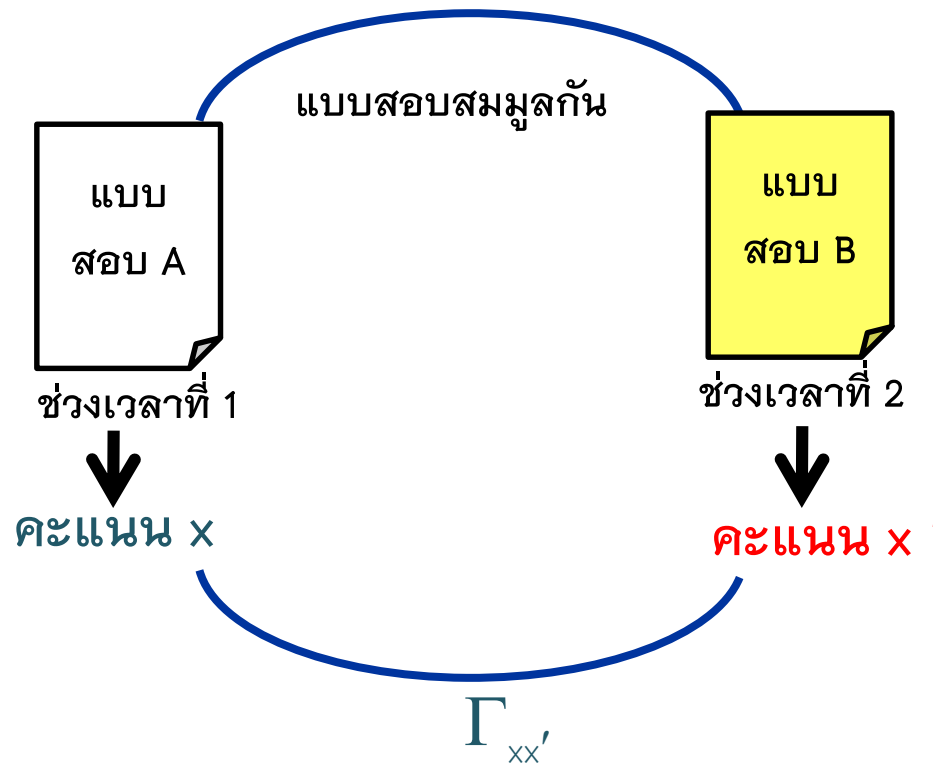 แบบสอบสมมูลกัน
แบบ
สอบ A
แบบ
สอบ B
ช่วงเวลาที่ 1
ช่วงเวลาที่ 2
คะแนน x
คะแนน x
Γxx′